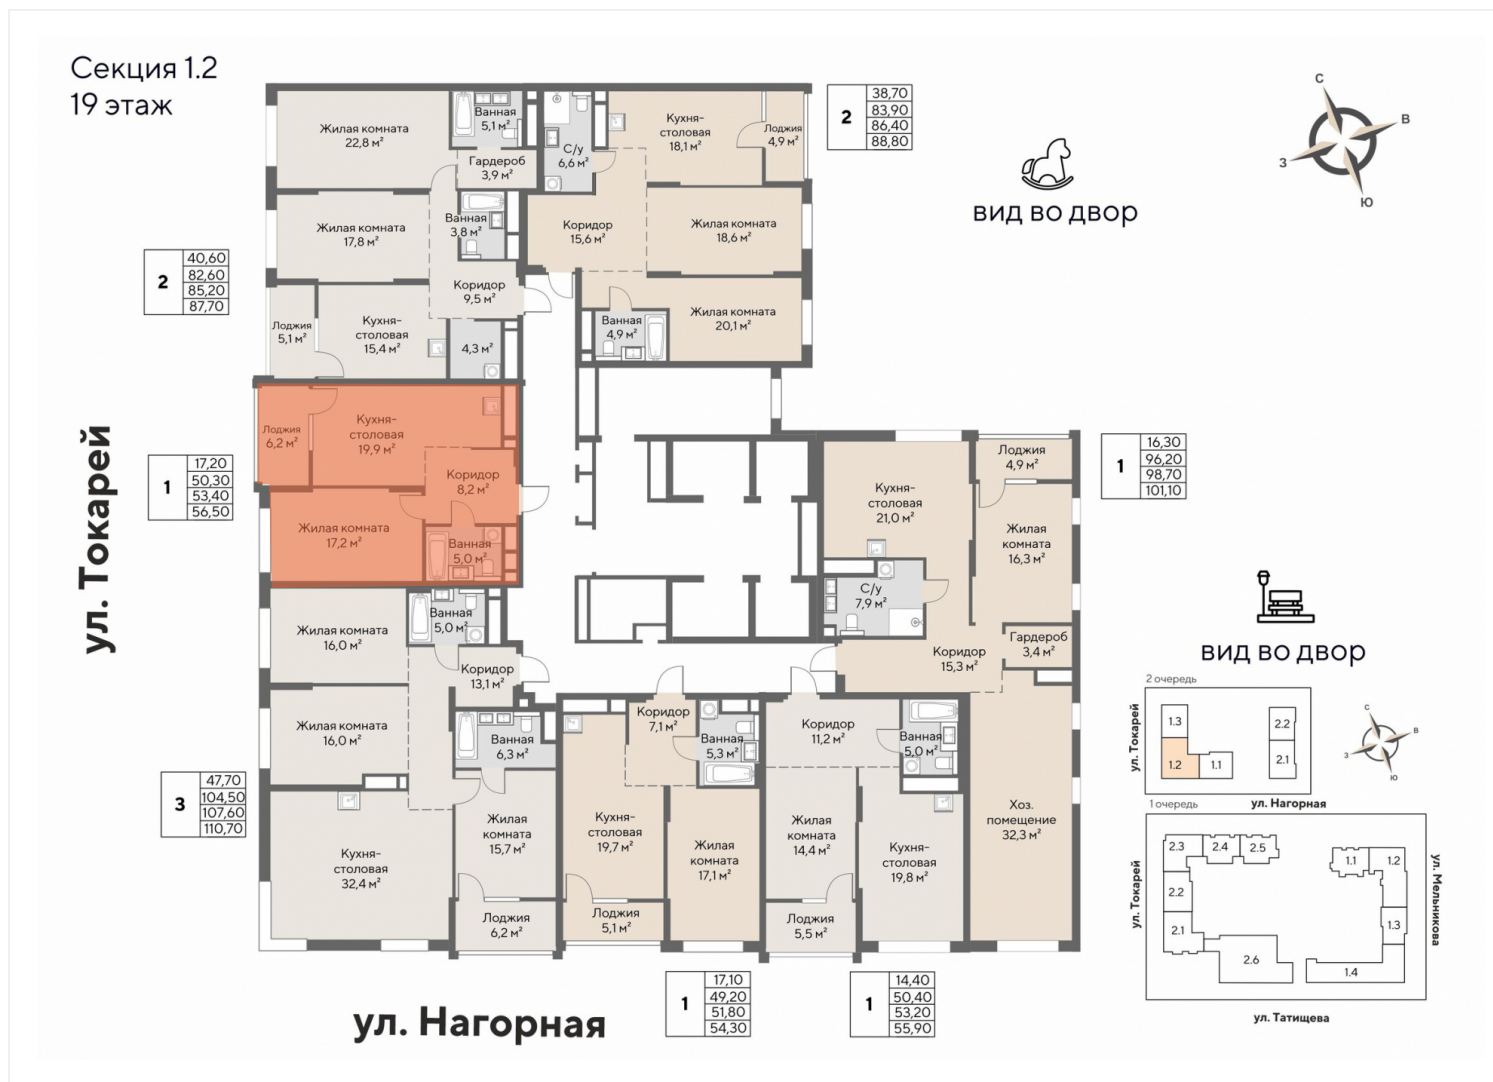 Секция 1.2
19 этаж
Жилая комната
22,8 м²
Ванная
5,1 м²
Гардероб
3,9 м²
С/у
6,6 м²
Кухня-
столовая
18,1 м²
Лоджия
4,9 м²
2
38,70
83,90
86,40
88,80
вид во двор
С
В
З
Ю
Жилая комната
17,8 м²
Ванная
3,8 м²
Коридор
15,6 м²
Жилая комната
18,6 м²
2
40,60
82,60
85,20
87,70
Коридор
9,5 м²
Лоджия
5,1 м²
Кухня-
столовая
15,4 м²
4,3 м²
Ванная
4,9 м²
Жилая комната
20,1 м²
ул. Токарей
1
17,20
50,30
53,40
56,50
Лоджия
6,2 м²
Кухня-
столовая
19,9 м²
Коридор
8,2 м²
Жилая комната
17,2 м²
Ванная
5,0 м²
Кухня-
столовая
21,0 м²
Лоджия
4,9 м²
1
16,30
96,20
98,70
101,10
Жилая
комната
16,3 м²
С/у
7,9 м²
Гардероб
3,4 м²
Коридор
15,3 м²
вид во двор
Жилая комната
16,0 м²
Ванная
5,0 м²
Коридор
13,1 м²
Жилая комната
16,0 м²
Ванная
6,3 м²
3
47,70
104,50
107,60
110,70
Кухня-
столовая
32,4 м²
Жилая
комната
15,7 м²
Лоджия
6,2 м²
Коридор
7,1 м²
Ванная
5,3 м²
Кухня-
столовая
19,7 м²
Жилая
комната
17,1 м²
Лоджия
5,1 м²
Коридор
11,2 м²
Ванная
5,0 м²
Жилая
комната
14,4 м²
Кухня-
столовая
19,8 м²
Лоджия
5,5 м²
Хоз.
помещение
32,3 м²
1
17,10
49,20
51,80
54,30
1
14,40
50,40
53,20
55,90
ул. Нагорная
2 очередь
ул. Токарей
1.3
1.2
1.1
2.2
2.1
С
В
З
Ю
ул. Нагорная
1 очередь
ул. Токарей
2.3
2.4
2.5
2.2
2.1
2.6
1.1
1.2
1.3
1.4
ул. Мельникова
ул. Татищева